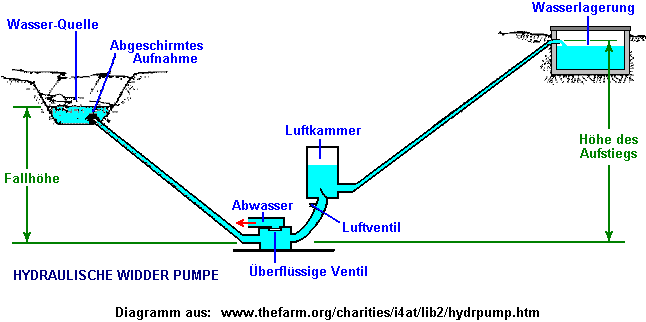 Wasserlagerung
Wasser-Quelle
Abgeschirmtes
Aufnahme
Luftkammer
Höhe des
Aufstiegs
Fallhöhe
Abwasser
Luftventil
Überflüssige Ventil
HYDRAULISCHE WIDDER PUMPE
Diagramm aus: www.thefarm.org/charities/i4at/lib2/hydrpump.htm